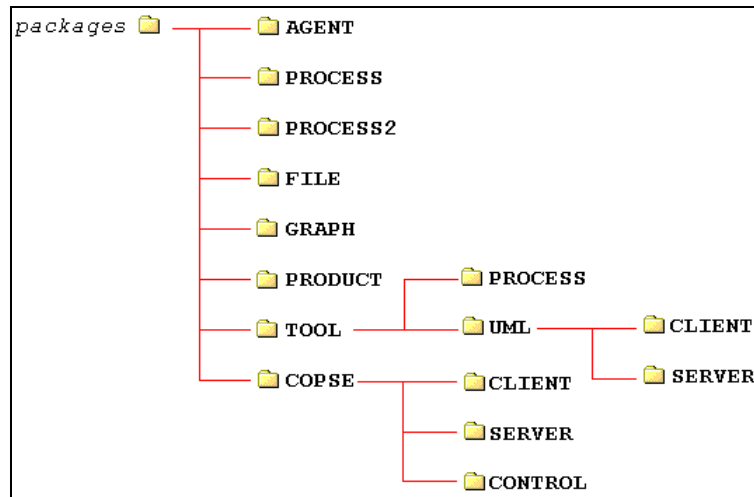 packages
AGENT
PROCESS
PROCESS2
FILE
GRAPH
PRODUCT
PROCESS
TOOL
UML
CLIENT
COPSE
CLIENT
SERVER
SERVER
CONTROL